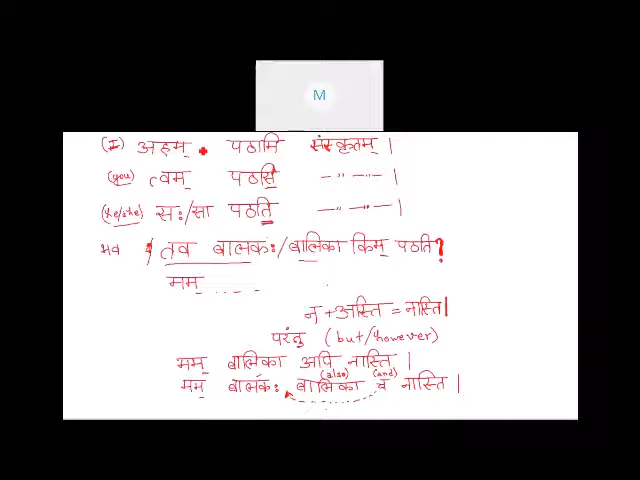 M
(I) अहम् पठामि संस्कृतम् |
(you) त्वम् पठसि —〃—〃— |
(he/she) सः/सा पठति —〃—〃— |
भव तव बालकः/बालिका किम् पठति?
मम्
न + अस्ति = नास्ति |
परंतु (but/however)
मम् बालिका अपि नास्ति |
(also) (and)
मम् बालकः बालिका च नास्ति |